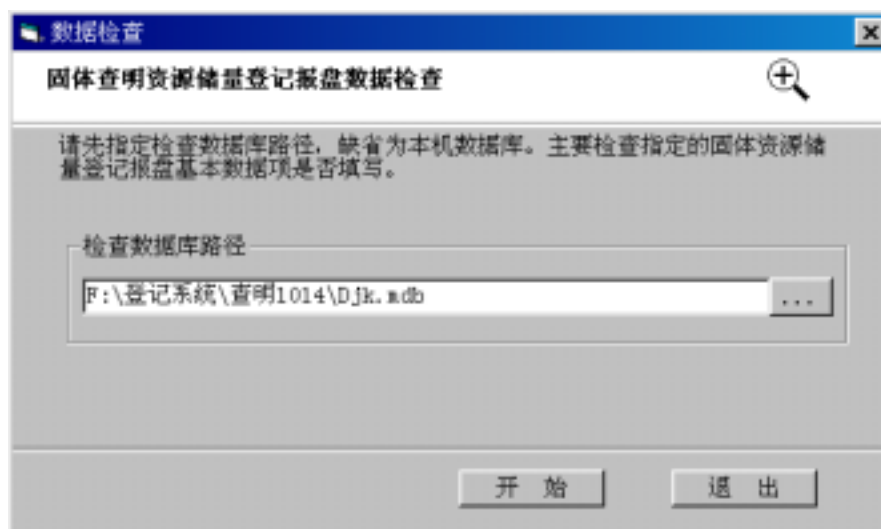 数据检查
固体查明资源储量登记报盘数据检查
请先指定检查数据库路径，缺省为本机数据库。主要检查指定的固体资源储
量登记报盘基本数据项是否填写。
检查数据库路径
F:\登记系统\查明1014\Djk.mdb
...
开 始
退 出